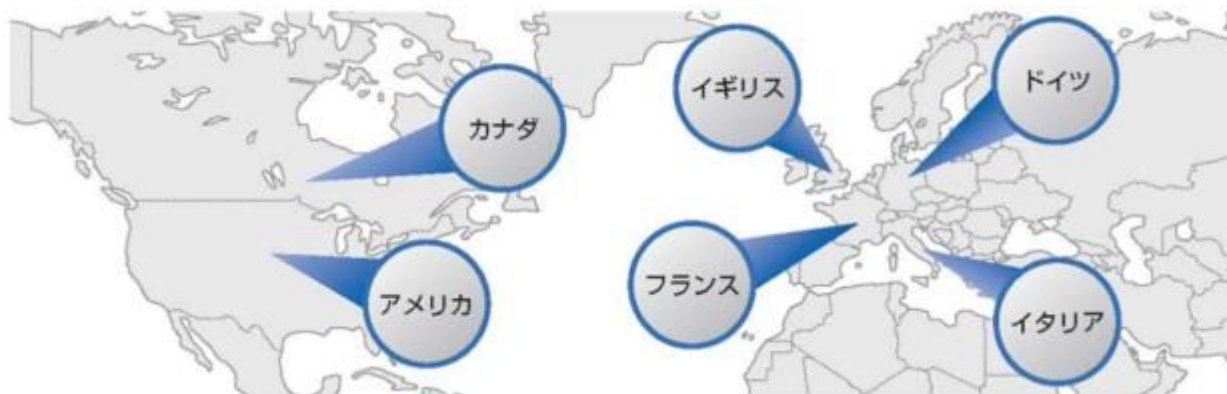 カナダ
アメリカ
イギリス
ドイツ
フランス
イタリア